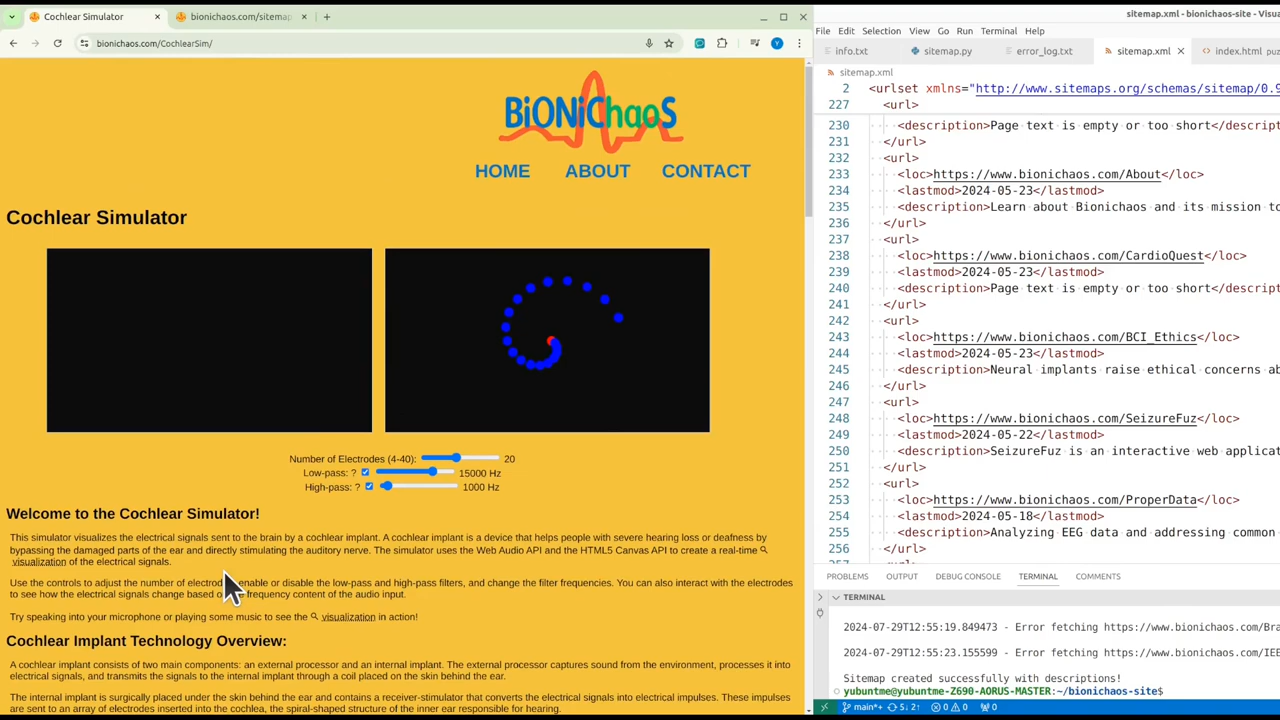 Cochlear Simulator
bionichaos.com/sitemap
bionichaos.com/CochlearSim/
BiONiChaoS
HOME ABOUT CONTACT
Cochlear Simulator
Number of Electrodes (4-40): 20
Low-pass: ? 15000 Hz
High-pass: ? 1000 Hz
Welcome to the Cochlear Simulator!
This simulator visualizes the electrical signals sent to the brain by a cochlear implant. A cochlear implant is a device that helps people with severe hearing loss or deafness by
bypassing the damaged parts of the ear and directly stimulating the auditory nerve. The simulator uses the Web Audio API and the HTML5 Canvas API to create a real-time
visualization of the electrical signals.
Use the controls to adjust the number of electrod enable or disable the low-pass and high-pass filters, and change the filter frequencies. You can also interact with the electrodes
to see how the electrical signals change based o frequency content of the audio input.
Try speaking into your microphone or playing some music to see the visualization in action!
Cochlear Implant Technology Overview:
A cochlear implant consists of two main components: an external processor and an internal implant. The external processor captures sound from the environment, processes it into
electrical signals, and transmits the signals to the internal implant through a coil placed on the skin behind the ear.
The internal implant is surgically placed under the skin behind the ear and contains a receiver-stimulator that converts the electrical signals into electrical impulses. These impulses
are sent to an array of electrodes inserted into the cochlea, the spiral-shaped structure of the inner ear responsible for hearing.
sitemap.xml - bionichaos-site - Visua
File Edit Selection View Go Run Terminal Help
info.txt sitemap.py error_log.txt sitemap.xml index.html puz
sitemap.xml
2 <urlset xmlns="http://www.sitemaps.org/schemas/sitemap/0.9
227 <url>
230 <description>Page text is empty or too short</descript
231 </url>
232 <url>
233 <loc>https://www.bionichaos.com/About</loc>
234 <lastmod>2024-05-23</lastmod>
235 <description>Learn about Bionichaos and its mission to
236 </url>
237 <url>
238 <loc>https://www.bionichaos.com/CardioQuest</loc>
239 <lastmod>2024-05-23</lastmod>
240 <description>Page text is empty or too short</descript
241 </url>
242 <url>
243 <loc>https://www.bionichaos.com/BCI_Ethics</loc>
244 <lastmod>2024-05-23</lastmod>
245 <description>Neural implants raise ethical concerns ab
246 </url>
247 <url>
248 <loc>https://www.bionichaos.com/SeizureFuz</loc>
249 <lastmod>2024-05-22</lastmod>
250 <description>SeizureFuz is an interactive web applicat
251 </url>
252 <url>
253 <loc>https://www.bionichaos.com/ProperData</loc>
254 <lastmod>2024-05-18</lastmod>
255 <description>Analyzing EEG data and addressing common
256 </url>
PROBLEMS OUTPUT DEBUG CONSOLE TERMINAL COMMENTS
TERMINAL
2024-07-29T12:55:19.849473 - Error fetching https://www.bionichaos.com/Bra
2024-07-29T12:55:23.155599 - Error fetching https://www.bionichaos.com/IEE
Sitemap created successfully with descriptions!
yubuntme@yubuntme-Z690-AORUS-MASTER:~/bionichaos-site$
main*+ 5↓ 2↑ 0 0 0